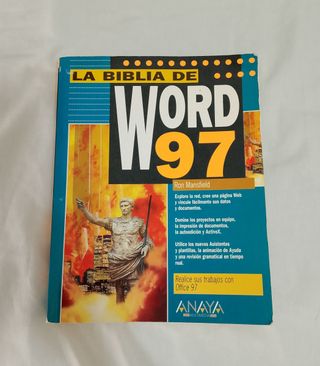 LA BIBLIA DE
WORD
97
Ron Mansfield
Explore la red, cree una página Web
y vincule fácilmente sus datos
y documentos.
Domine los proyectos en equipo,
la impresión de documentos,
la autoedición y ActiveX.
Utilice los nuevos Asistentes
y plantillas, la animación de Ayuda
y una revisión gramatical en tiempo
real.
Realice sus trabajos con
Office 97
ANAYA